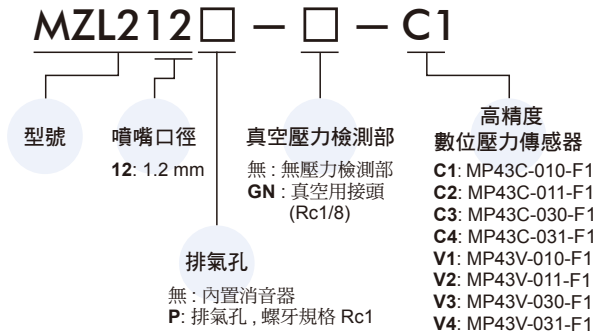 MZL212□ － □ － C1
型號
噴嘴口徑
12: 1.2 mm
排氣孔
無 : 內置消音器
P: 排氣孔 , 螺牙規格 Rc1
真空壓力檢測部
無 : 無壓力檢測部
GN : 真空用接頭
(Rc1/8)
高精度
數位壓力傳感器
C1: MP43C-010-F1
C2: MP43C-011-F1
C3: MP43C-030-F1
C4: MP43C-031-F1
V1: MP43V-010-F1
V2: MP43V-011-F1
V3: MP43V-030-F1
V4: MP43V-031-F1